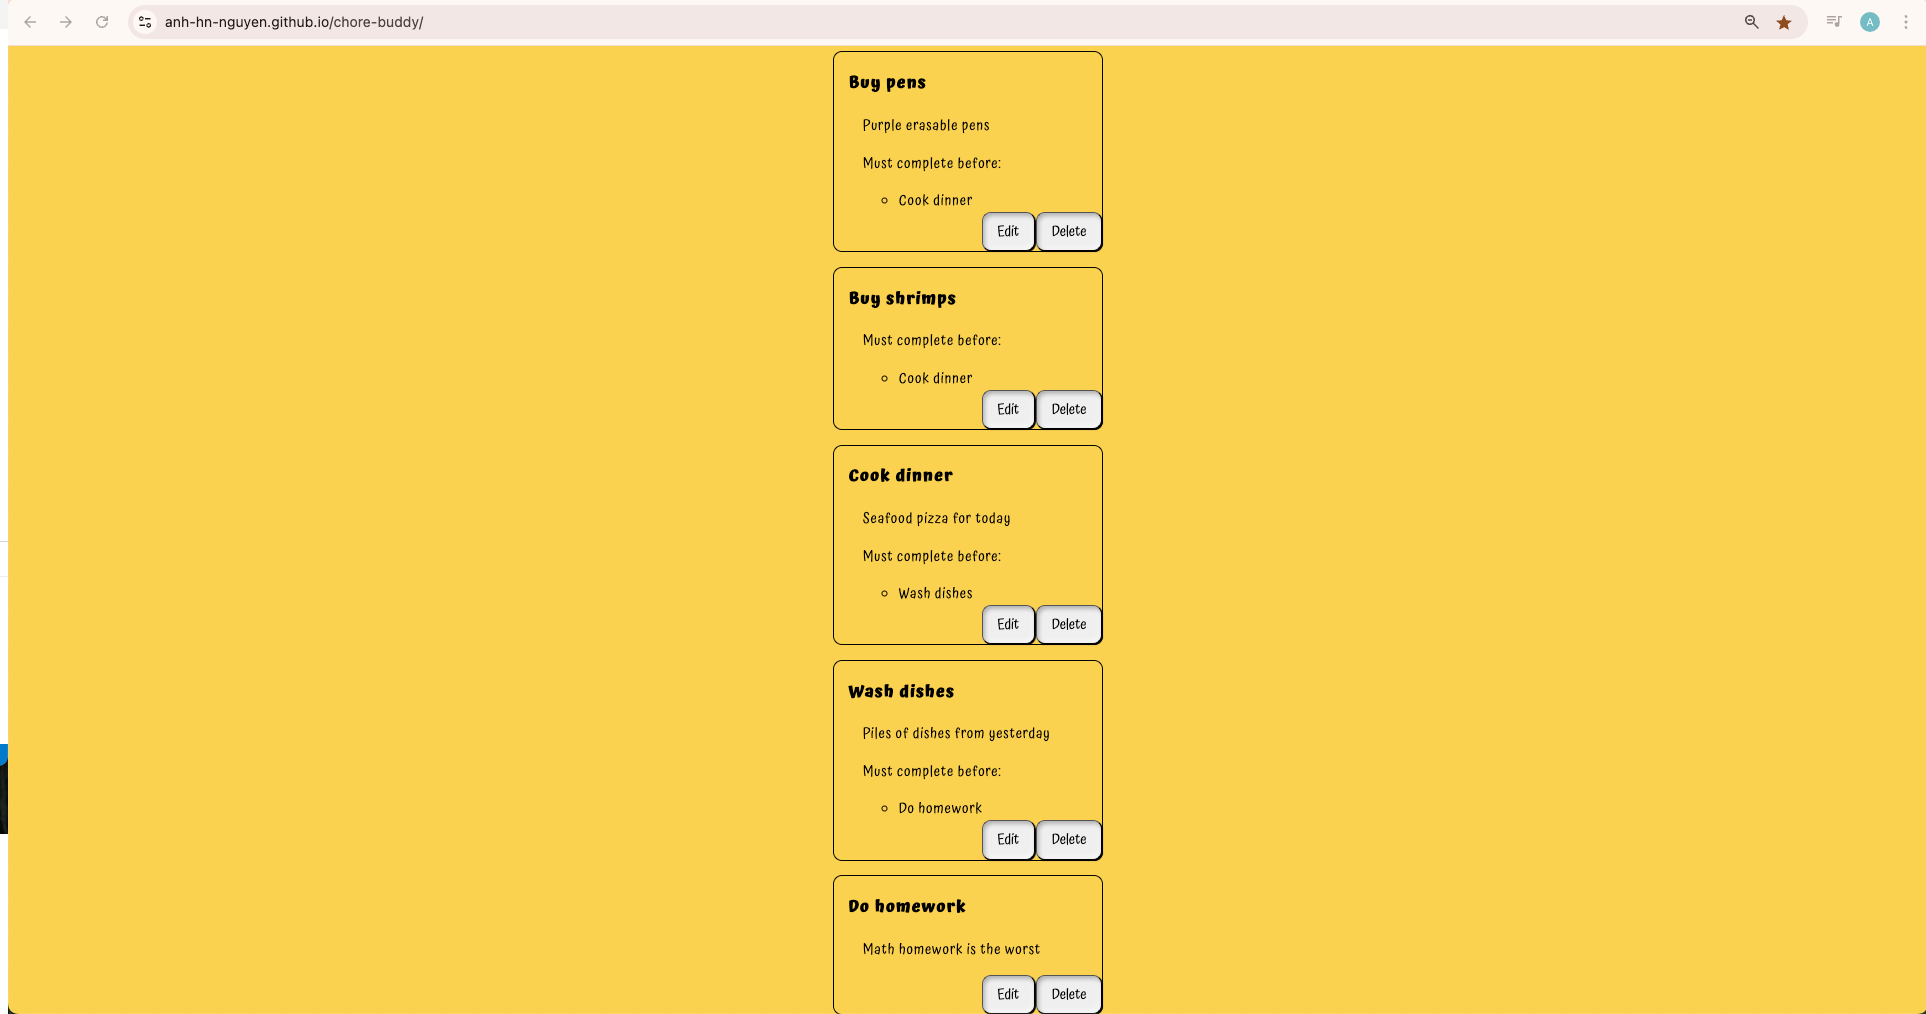 anh-hn-nguyen.github.io/chore-buddy/
A
Buy pens
Purple erasable pens
Must complete before:
Cook dinner
Edit Delete
Buy shrimps
Must complete before:
Cook dinner
Edit Delete
Cook dinner
Seafood pizza for today
Must complete before:
Wash dishes
Edit Delete
Wash dishes
Piles of dishes from yesterday
Must complete before:
Do homework
Edit Delete
Do homework
Math homework is the worst
Edit Delete